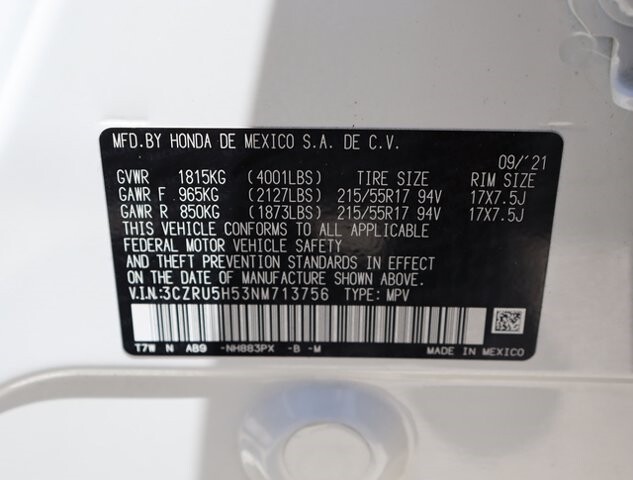 MFD.BY HONDA DE MEXICO S.A. DE C.V.
09/'21
GVWR 1815KG (4001LBS) TIRE SIZE RIM SIZE
GAWR F 965KG (2127LBS) 215/55R17 94V 17X7.5J
GAWR R 850KG (1873LBS) 215/55R17 94V 17X7.5J
THIS VEHICLE CONFORMS TO ALL APPLICABLE
FEDERAL MOTOR VEHICLE SAFETY
AND THEFT PREVENTION STANDARDS IN EFFECT
ON THE DATE OF MANUFACTURE SHOWN ABOVE.
V.I.N:3CZRU5H53NM713756 TYPE: MPV
T7W N AB9 -NH883PX -B -M MADE IN MEXICO